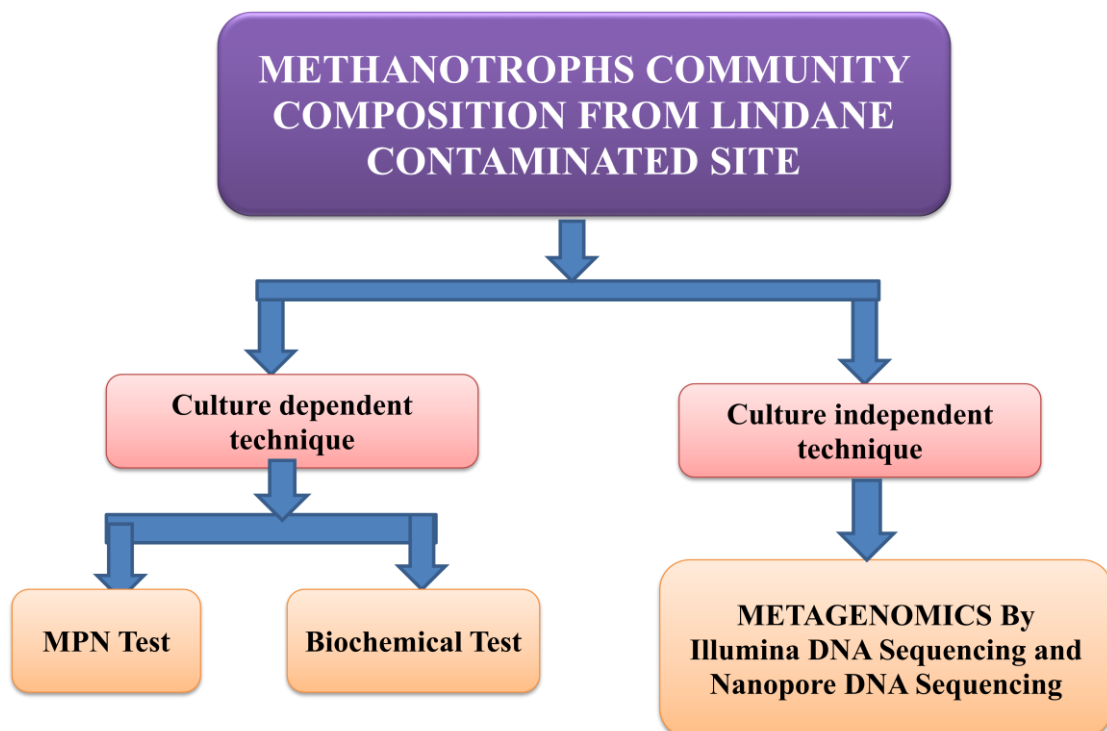 METHANOTROPHS COMMUNITY
COMPOSITION FROM LINDANE
CONTAMINATED SITE
Culture dependent
technique
Culture independent
technique
MPN Test
Biochemical Test
METAGENOMICS By
Illumina DNA Sequencing and
Nanopore DNA Sequencing